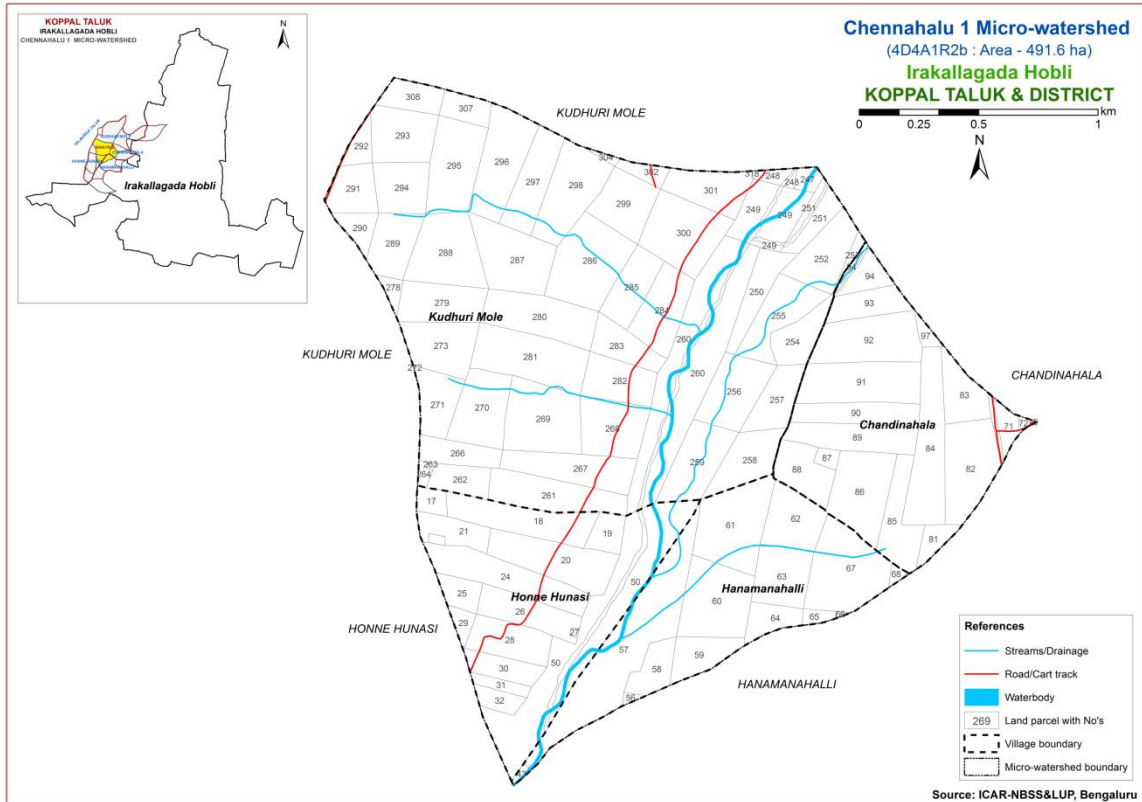 KOPPAL TALUK
IRAKALLAGADA HOBLI
CHENNAHALU 1 MICRO-WATERSHED
N
Irakallagada Hobli
Chennahalu 1 Micro-watershed
(4D4A1R2b : Area - 491.6 ha)
Irakallagada Hobli
KOPPAL TALUK & DISTRICT
km
0 0.25 0.5 1
N
KUDHURI MOLE
308 307
293
292 295 296 304 302 318 248 248 247
291 294 297 298 301
299 249 249 251 251
290 300 249
289 288 287 286 252
94
278 285 250 93
279 284 255
Kudhuri Mole 280 260 254 92 97
KUDHURI MOLE
273 281 283
272 282 260 91 83 CHANDINAHALA
271 270 269 256 257 90 71
268 89 Chandinahala
266 267 259 258 87 84
263 88 82
264 262 261 86
17 18 61 62 85
21 19 81
20 50 67
24 63 68
25 Honne Hunasi 60 Hanamanahalli
26 64 65 66
29 28 27 57
HONNE HUNASI
30 50 58 59
31 HANAMANAHALLI
32 56
References
Streams/Drainage
Road/Cart track
Waterbody
269 Land parcel with No's
Village boundary
Micro-watershed boundary
Source: ICAR-NBSS&LUP, Bengaluru